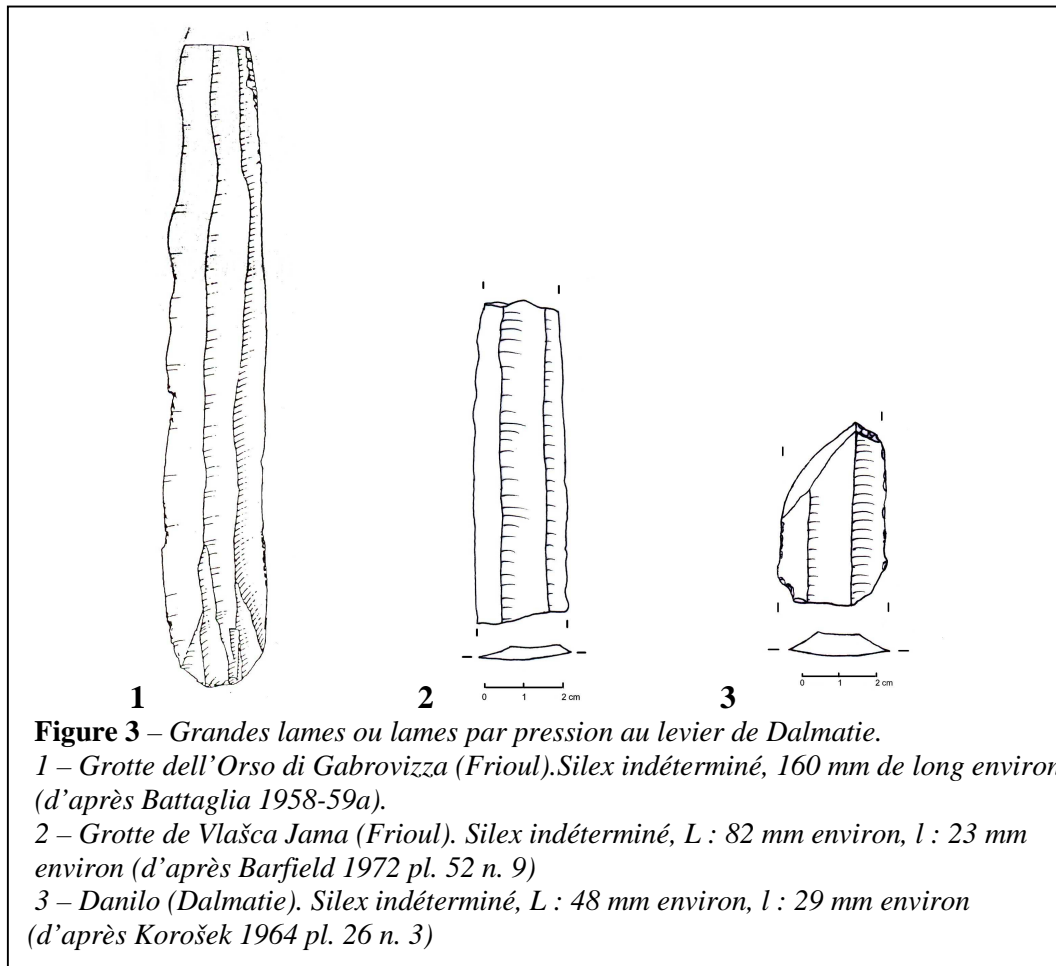 0 1 2 cm
0 1 2 cm
1 2 3
Figure 3 – Grandes lames ou lames par pression au levier de Dalmatie.
1 – Grotte dell’Orso di Gabrovizza (Frioul).Silex indéterminé, 160 mm de long environ
(d’après Battaglia 1958-59a).
2 – Grotte de Vlašca Jama (Frioul). Silex indéterminé, L : 82 mm environ, l : 23 mm
environ (d’après Barfield 1972 pl. 52 n. 9)
3 – Danilo (Dalmatie). Silex indéterminé, L : 48 mm environ, l : 29 mm environ
(d’après Korošek 1964 pl. 26 n. 3)